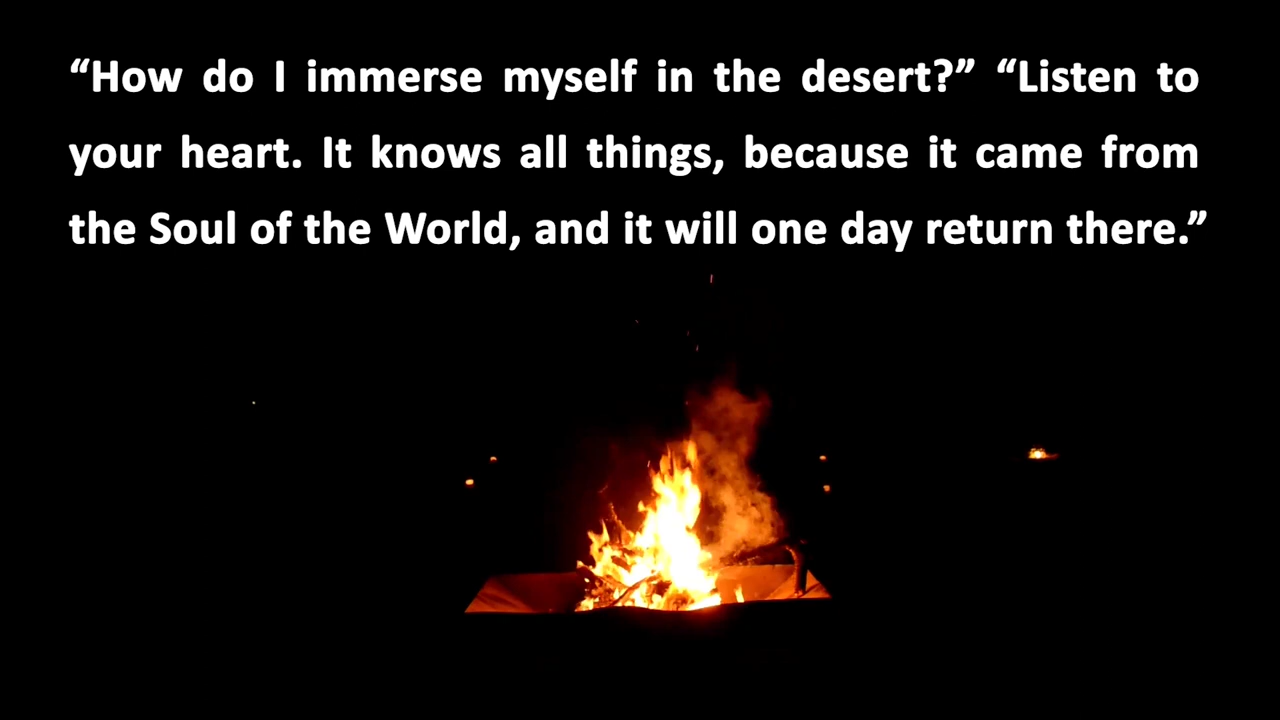 “How do I immerse myself in the desert?” “Listen to
your heart. It knows all things, because it came from
the Soul of the World, and it will one day return there.”